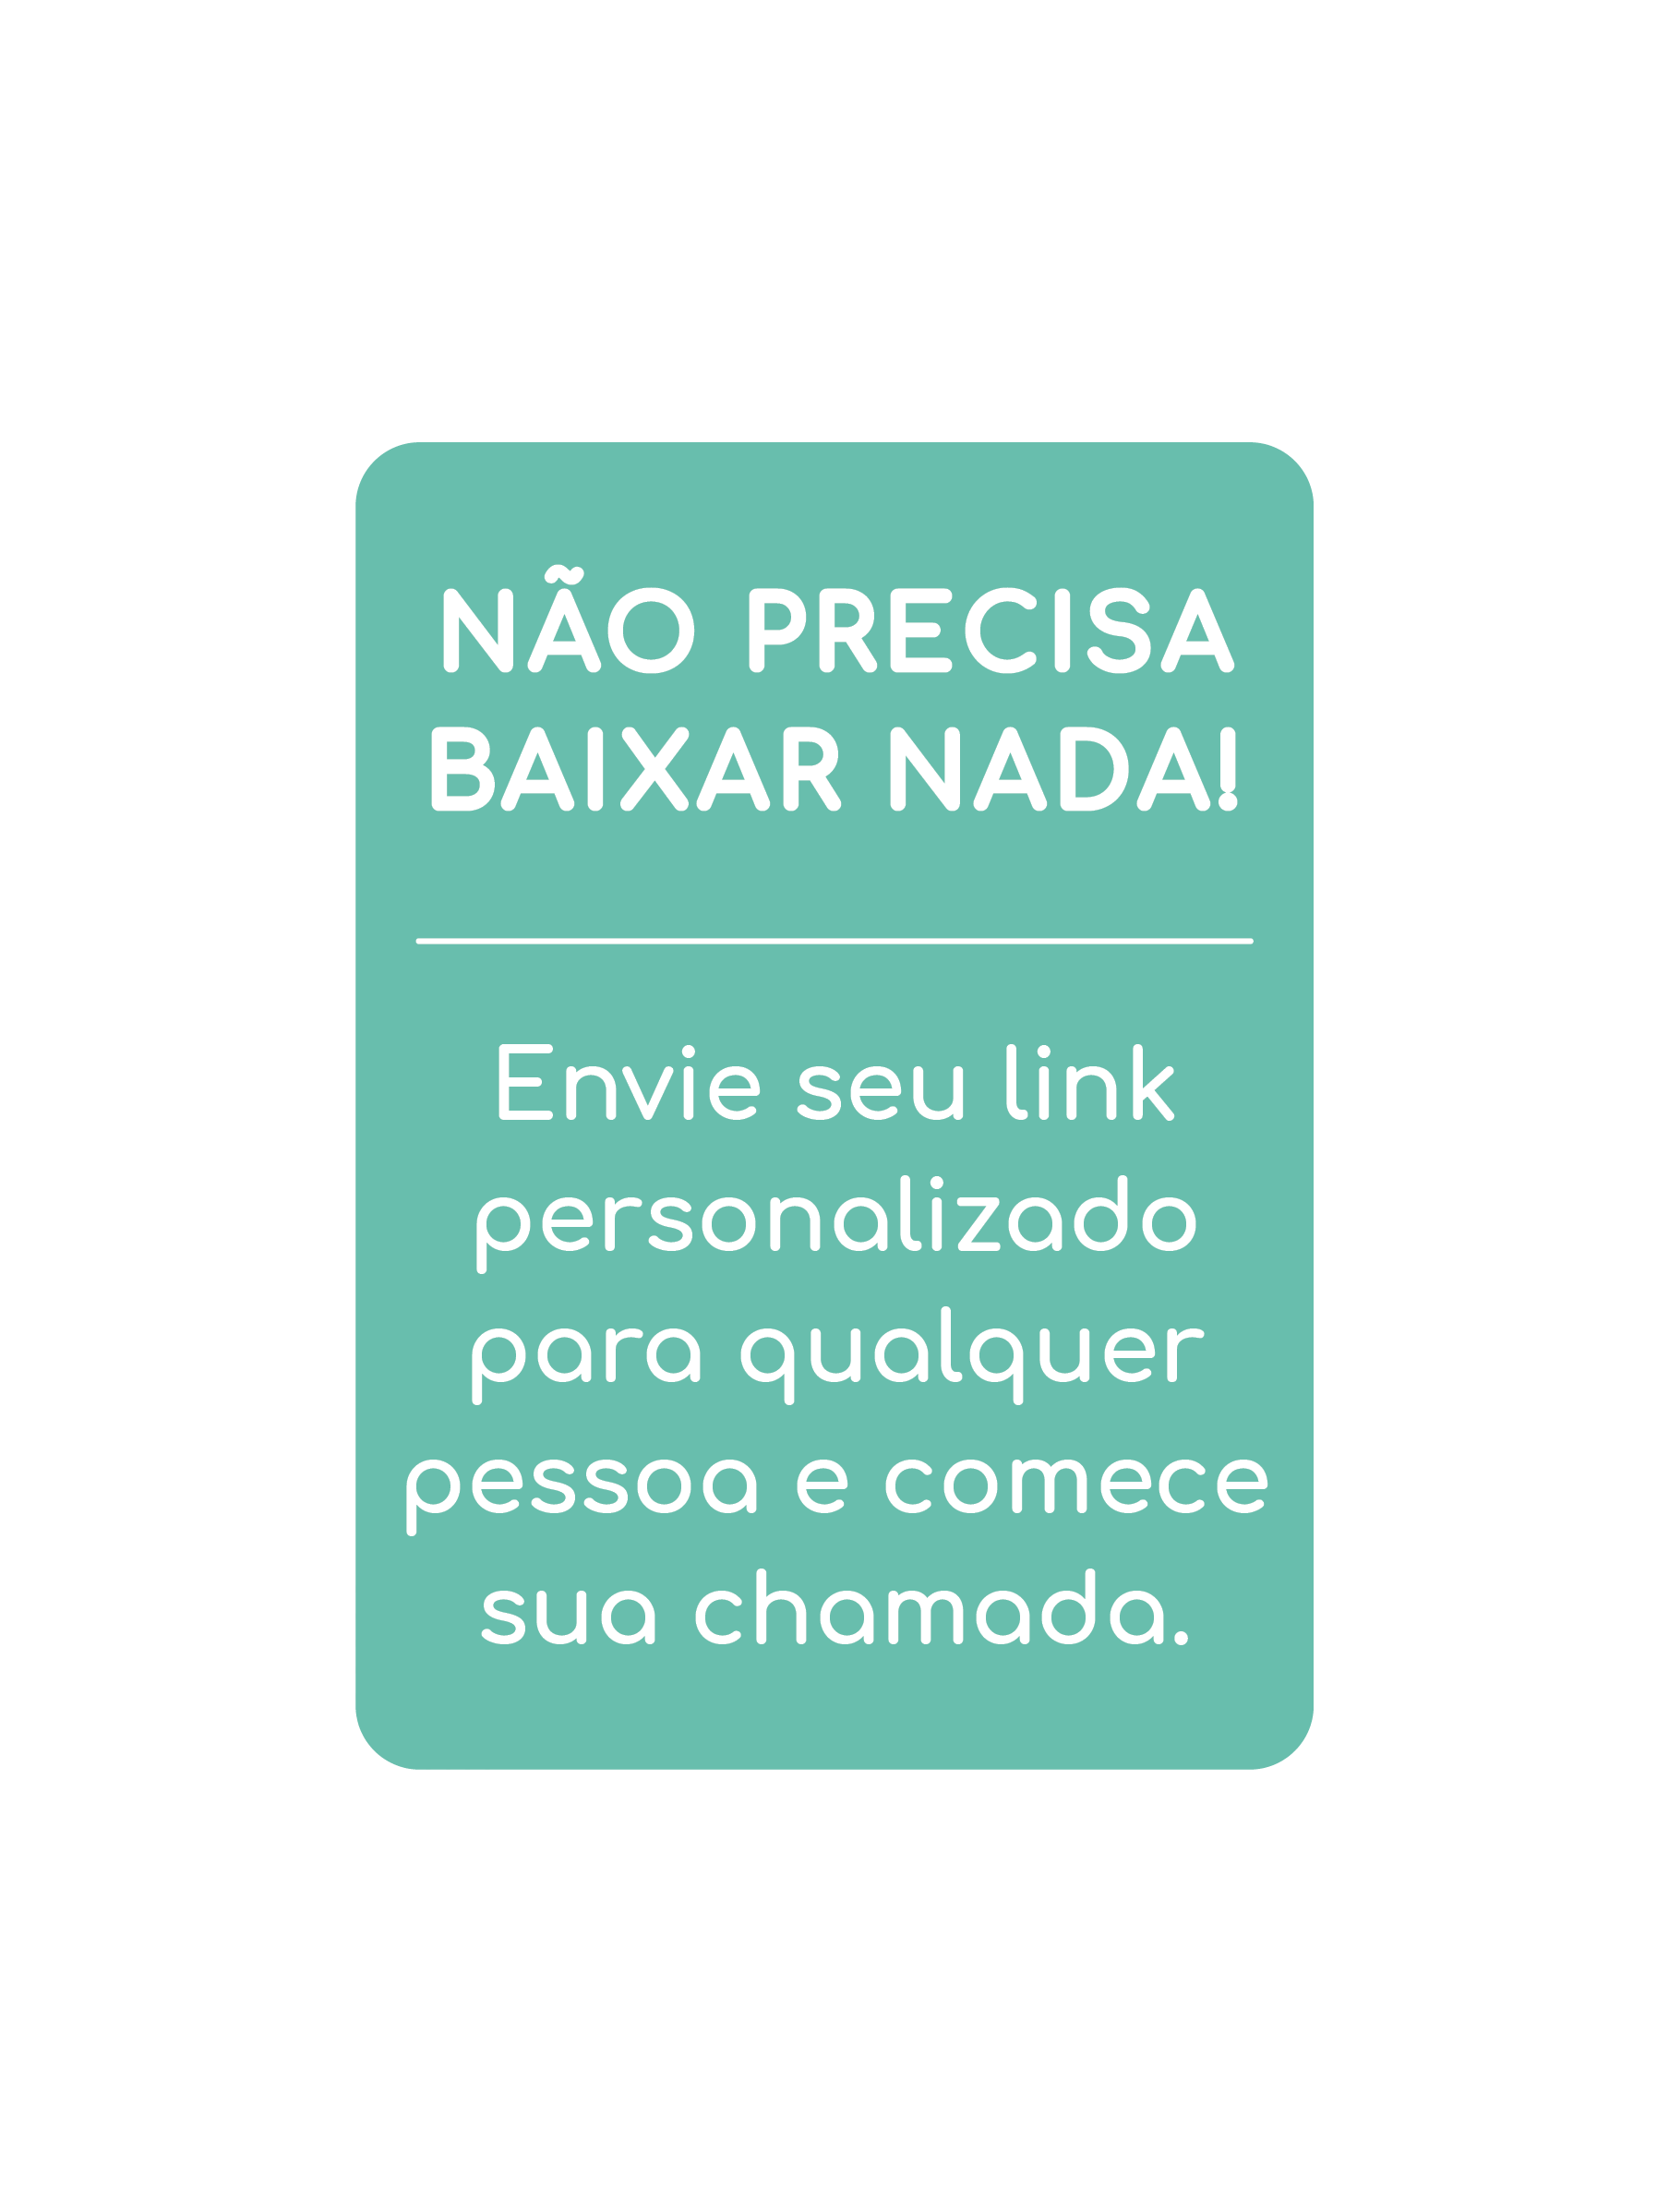 NÃO PRECISA
BAIXAR NADA!
Envie seu link
personalizado
para qualquer
pessoa e comece
sua chamada.